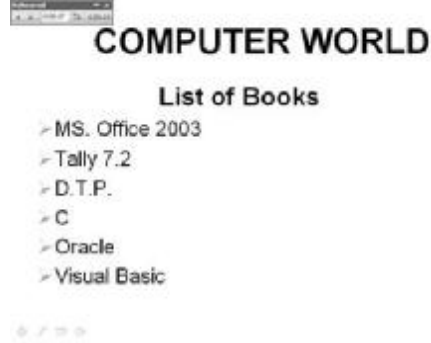 COMPUTER WORLD
List of Books
MS. Office 2003
Tally 7.2
D.T.P.
C
Oracle
Visual Basic